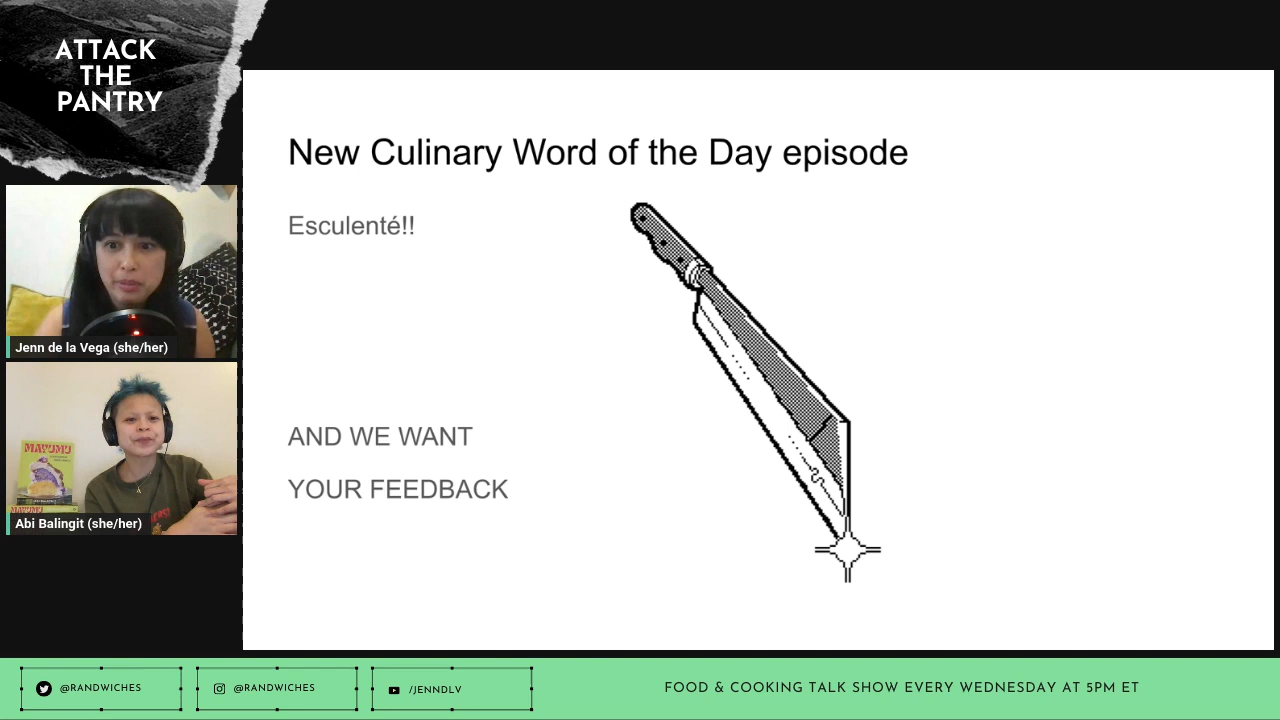 ATTACK
THE
PANTRY
New Culinary Word of the Day episode
Esculenté!!
AND WE WANT
YOUR FEEDBACK
Jenn de la Vega (she/her)
MAYUMU
Abi Balingit (she/her)
@RANDWICHES
@RANDWICHES
/JENNDLV
FOOD & COOKING TALK SHOW EVERY WEDNESDAY AT 5PM ET